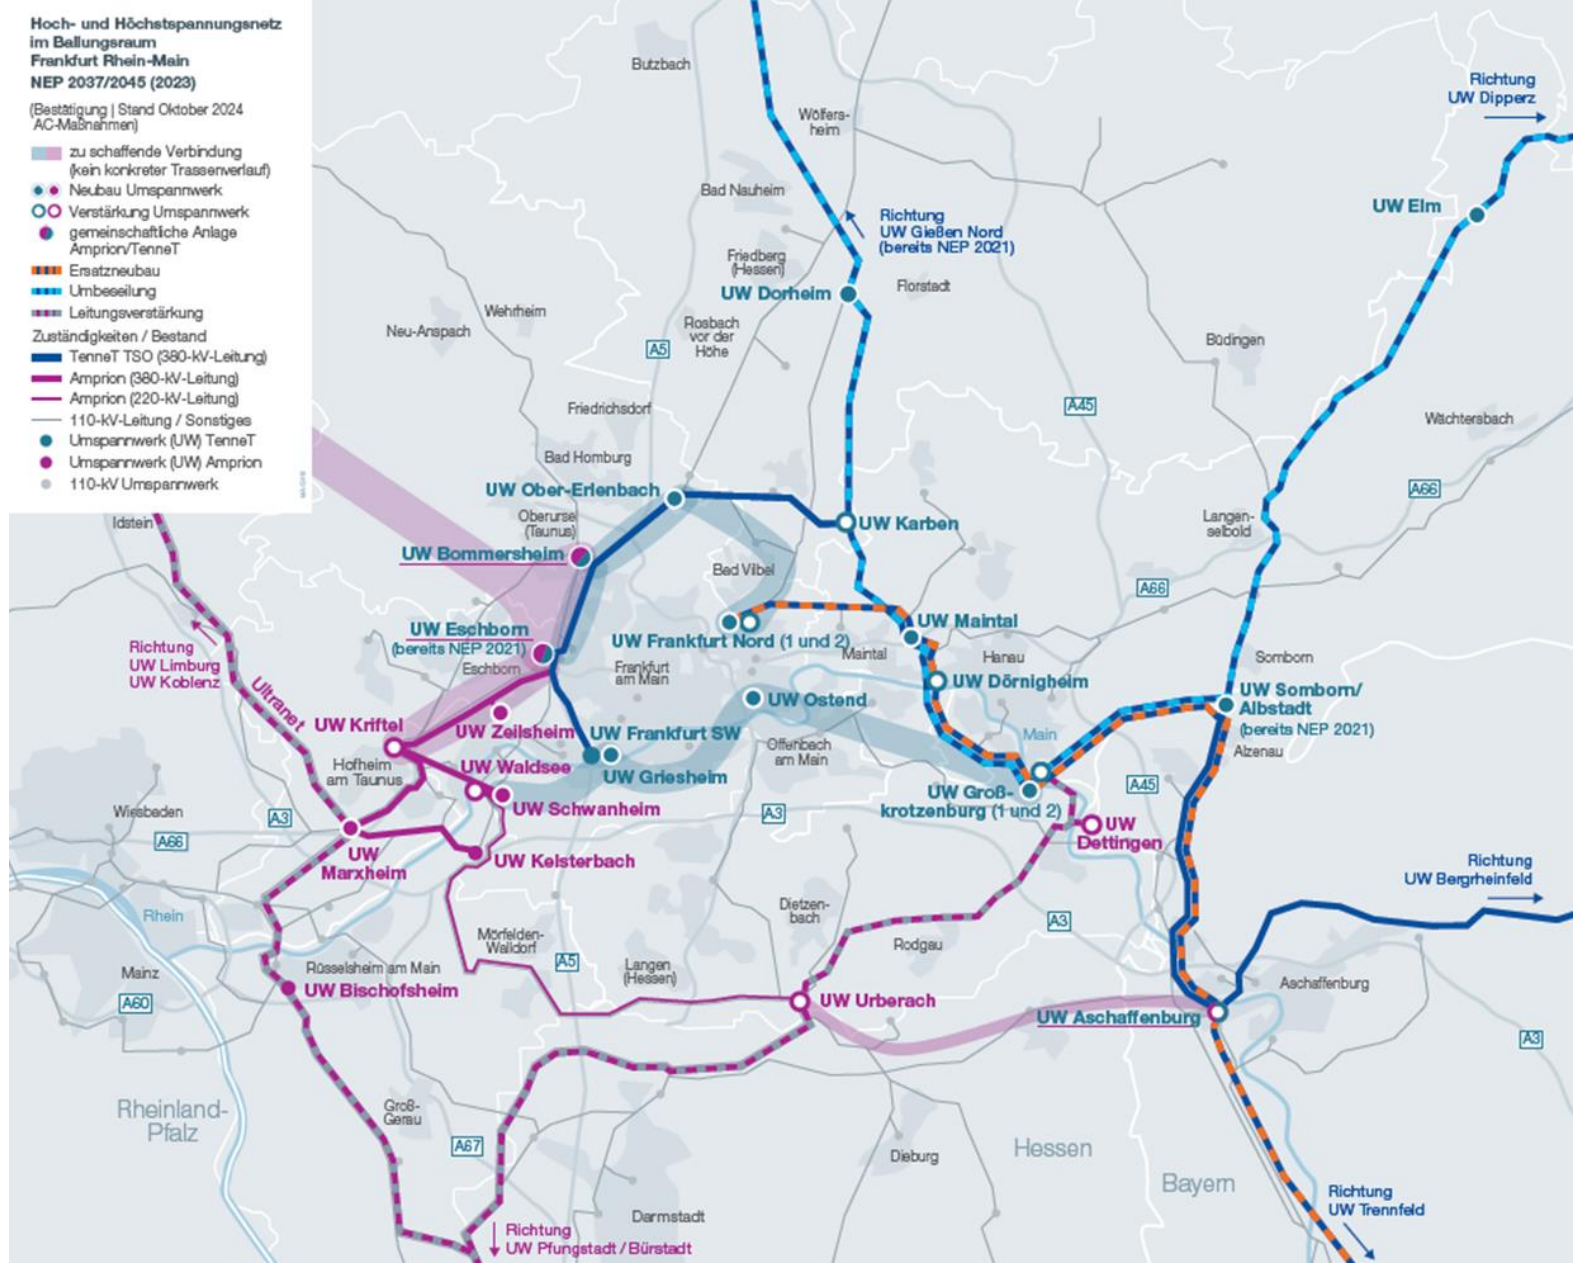 Hoch- und Höchstspannungsnetz
im Ballungsraum
Frankfurt Rhein-Main
NEP 2037/2045 (2023)
(Bestätigung | Stand Oktober 2024
AC-Maßnahmen)
zu schaffende Verbindung
(kein konkreter Trassenverlauf)
Neubau Umspannwerk
Verstärkung Umspannwerk
gemeinschaftliche Anlage
Amprion/TenneT
Ersatzneubau
Umbeseilung
Leitungsverstärkung
Zuständigkeiten / Bestand
TenneT TSO (380-kV-Leitung)
Amprion (380-kV-Leitung)
Amprion (220-kV-Leitung)
110-kV-Leitung / Sonstiges
Umspannwerk (UW) TenneT
Umspannwerk (UW) Amprion
110-kV Umspannwerk
Butzbach
Wölfers-
heim
Richtung
UW Dipperz
Bad Nauheim
UW Elm
Richtung
UW Gießen Nord
(bereits NEP 2021)
Friedberg
(Hessen)
UW Dorheim
Florstadt
Wehrheim
Neu-Anspach
Rosbach
vor der
Höhe
A5
Büdingen
Friedrichsdorf
A45
Wächtersbach
Bad Homburg
UW Ober-Erlenbach
A66
Idstein
Oberursel
(Taunus)
UW Karben
Langen-
selbold
UW Bommersheim
Bad Vilbel
A66
UW Eschborn
(bereits NEP 2021)
UW Frankfurt Nord (1 und 2)
UW Maintal
Richtung
UW Limburg
UW Koblenz
Eschborn
Frankfurt
am Main
Maintal
Hanau
Somborn
Ultranet
UW Dörnigheim
UW Ostend
UW Somborn/
Albstadt
(bereits NEP 2021)
UW Kriftel
UW Zeilsheim
UW Frankfurt SW
Main
Offenbach
am Main
Alzenau
Hofheim
am Taunus
UW Waldsee
UW Griesheim
UW Groß-
krotzenburg (1 und 2)
A45
Wiesbaden
A3
UW Schwanheim
A3
A66
UW
Dettingen
UW
Marxheim
UW Kelsterbach
Richtung
UW Bergrheinfeld
Rhein
Dietzen-
bach
A3
Mörfelden-
Walldorf
Rodgau
Mainz
Rüsselsheim am Main
A5
Langen
(Hessen)
Aschaffenburg
UW Bischofsheim
A60
UW Urberach
UW Aschaffenburg
A3
Rheinland-
Pfalz
Groß-
Gerau
A67
Dieburg
Hessen
Bayern
Richtung
UW Trennfeld
Darmstadt
Richtung
UW Pfungstadt / Bürstadt